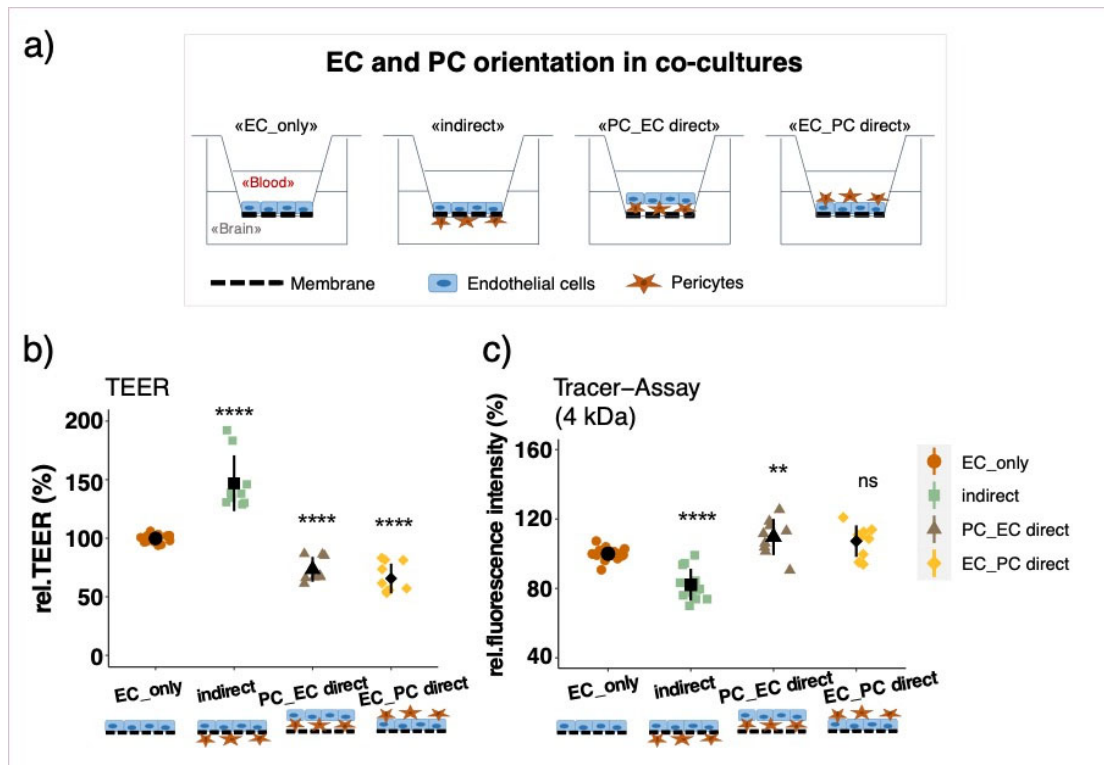 a)
EC and PC orientation in co-cultures
«EC_only» «indirect» «PC_EC direct» «EC_PC direct»
«Blood»
«Brain»
Membrane Endothelial cells Pericytes
b)
TEER
rel.TEER (%)
200
150
100
50
0
****
****
****
EC_only indirect PC_EC direct EC_PC direct
c)
Tracer-Assay
(4 kDa)
rel.fluorescence intensity (%)
160
120
80
40
****
**
ns
EC_only indirect PC_EC direct EC_PC direct
EC_only
indirect
PC_EC direct
EC_PC direct